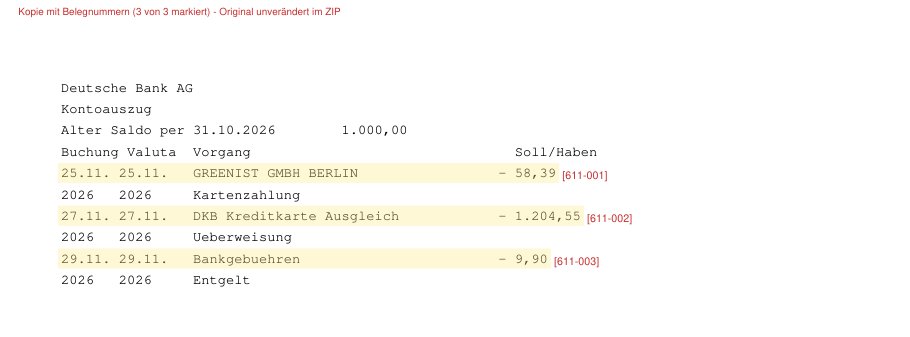 Kopie mit Belegnummern (3 von 3 markiert) - Original unverändert im ZIP
Deutsche Bank AG
Kontoauszug
Alter Saldo per 31.10.2026 1.000,00
Buchung Valuta Vorgang Soll/Haben
25.11. 25.11. GREENIST GMBH BERLIN - 58,39 [611-001]
2026 2026 Kartenzahlung
27.11. 27.11. DKB Kreditkarte Ausgleich - 1.204,55 [611-002]
2026 2026 Ueberweisung
29.11. 29.11. Bankgebuehren - 9,90 [611-003]
2026 2026 Entgelt